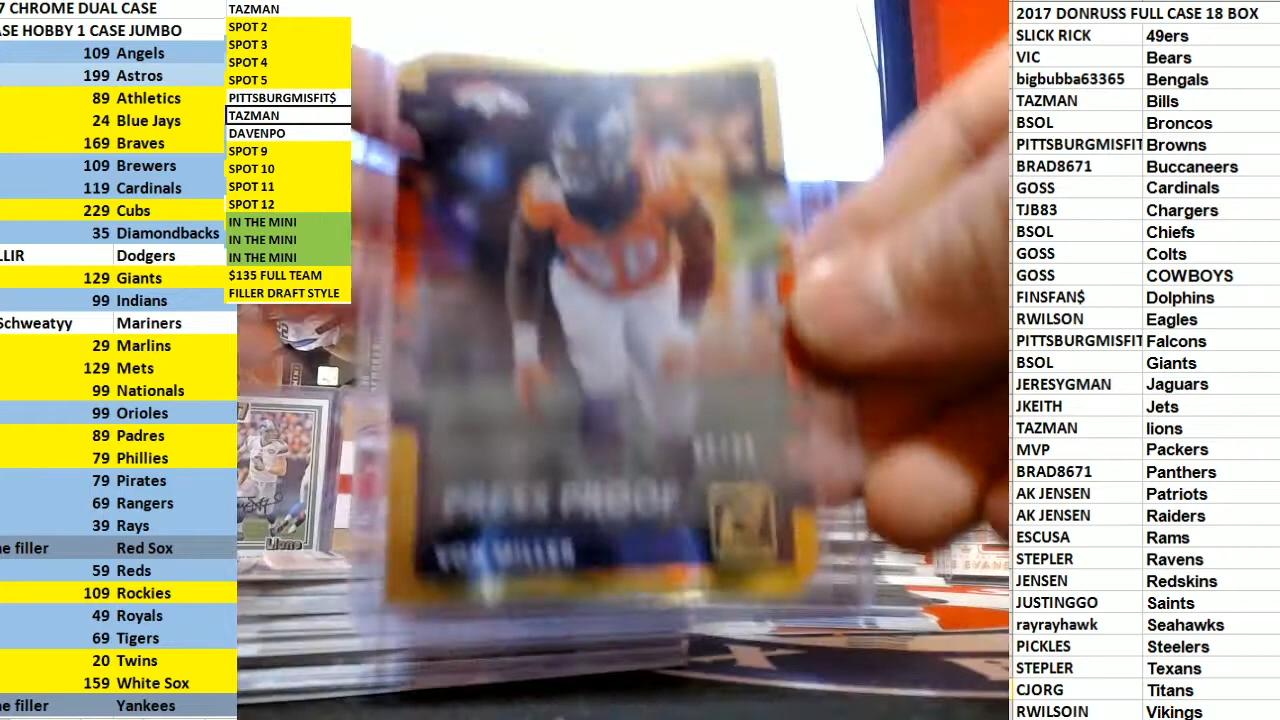 7 CHROME DUAL CASE
ASE HOBBY 1 CASE JUMBO
109 Angels
199 Astros
89 Athletics
24 Blue Jays
169 Braves
109 Brewers
119 Cardinals
229 Cubs
35 Diamondbacks
LLIR Dodgers
129 Giants
99 Indians
Schweatyy Mariners
29 Marlins
129 Mets
99 Nationals
99 Orioles
89 Padres
79 Phillies
79 Pirates
69 Rangers
39 Rays
ne filler Red Sox
59 Reds
109 Rockies
49 Royals
69 Tigers
20 Twins
159 White Sox
ne filler Yankees
TAZMAN
SPOT 2
SPOT 3
SPOT 4
SPOT 5
PITTSBURGMISFIT$
TAZMAN
DAVENPO
SPOT 9
SPOT 10
SPOT 11
SPOT 12
IN THE MINI
IN THE MINI
IN THE MINI
$135 FULL TEAM
FILLER DRAFT STYLE
Lions
PRESS PROOF
VON MILLER
EVANS
2017 DONRUSS FULL CASE 18 BOX
SLICK RICK 49ers
VIC Bears
bigbubba63365 Bengals
TAZMAN Bills
BSOL Broncos
PITTSBURGMISFIT Browns
BRAD8671 Buccaneers
GOSS Cardinals
TJB83 Chargers
BSOL Chiefs
GOSS Colts
GOSS COWBOYS
FINSFAN$ Dolphins
RWILSON Eagles
PITTSBURGMISFIT Falcons
BSOL Giants
JERESYGMAN Jaguars
JKEITH Jets
TAZMAN lions
MVP Packers
BRAD8671 Panthers
AK JENSEN Patriots
AK JENSEN Raiders
ESCUSA Rams
STEPLER Ravens
JENSEN Redskins
JUSTINGGO Saints
rayrayhawk Seahawks
PICKLES Steelers
STEPLER Texans
CJORG Titans
RWILSOIN Vikings